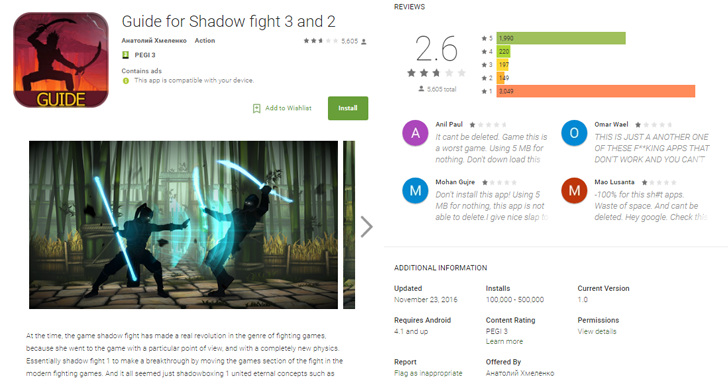 Guide for Shadow fight 3 and 2
Анатолий Хмеленко Action
5,605
PEGI 3
Contains ads
This app is compatible with your device.
Add to Wishlist
Install
GUIDE
At the time, the game shadow fight has made a real revolution in the genre of fighting games,
because she went to the game with a particular point of view, and with a completely new physics.
Essentially shadow fight 1 to make a breakthrough by moving the games section of the fight in the
modern fighting games. And it all seemed just shadowboxing 1 united eternal concepts such as
REVIEWS
2.6
5,605 total
5 1,990
4 220
3 197
2 149
1 3,049
A
Anil Paul
It cant be deleted. Game this is
a worst game. Using 5 MB for
nothing. Don't down load this
O
Omar Wael
THIS IS JUST A ANOTHER ONE
OF THESE F**KING APPS THAT
DON'T WORK AND YOU CAN'T
M
Mohan Gujre
Don't install this app! Using 5
MB for nothing, this app is not
able to delete.I give nice slap to
M
Mao Lusanta
-100% for this sh#t apps.
Waste of space. And cant be
deleted. Hey google. Check this
ADDITIONAL INFORMATION
Updated
November 23, 2016
Installs
100,000 - 500,000
Current Version
1.0
Requires Android
4.1 and up
Content Rating
PEGI 3
Learn more
Permissions
View details
Report
Flag as inappropriate
Offered By
Анатолий Хмеленко